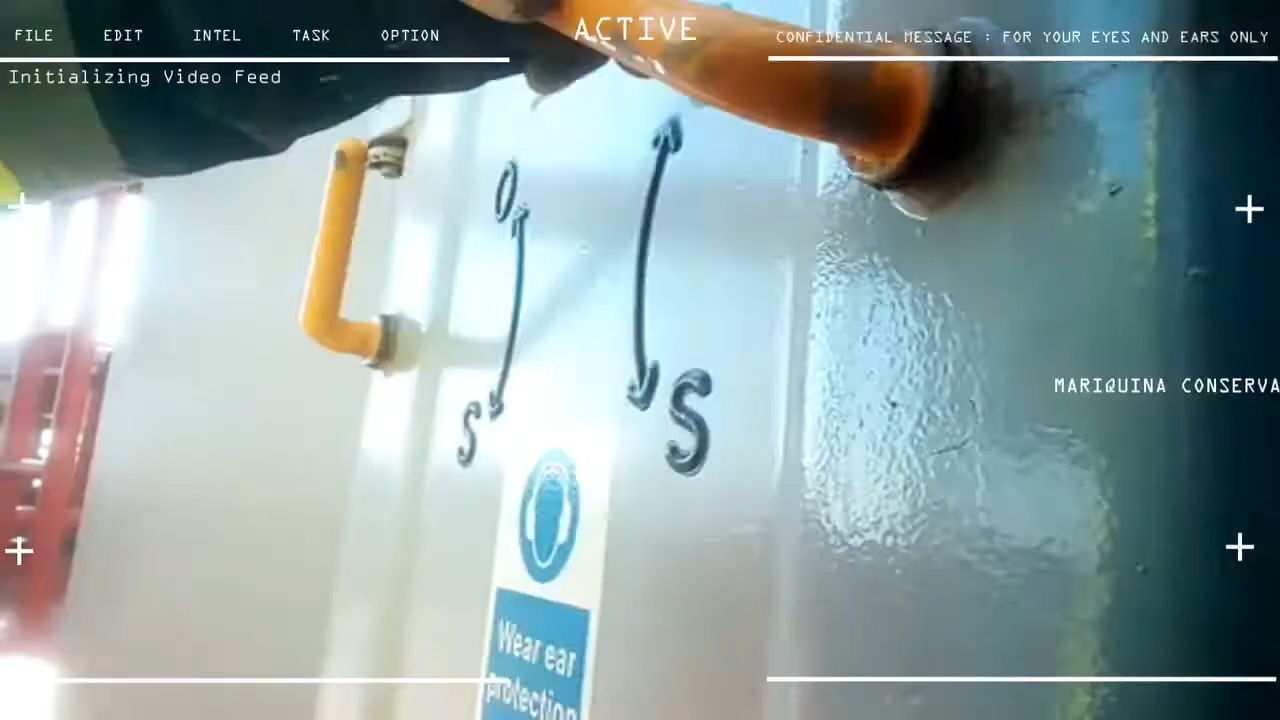 FILE EDIT INTEL TASK OPTION
ACTIVE
CONFIDENTIAL MESSAGE : FOR YOUR EYES AND EARS ONLY
Initializing Video Feed
O
S
S
MARIQUINA CONSERVA
Wear ear
protection